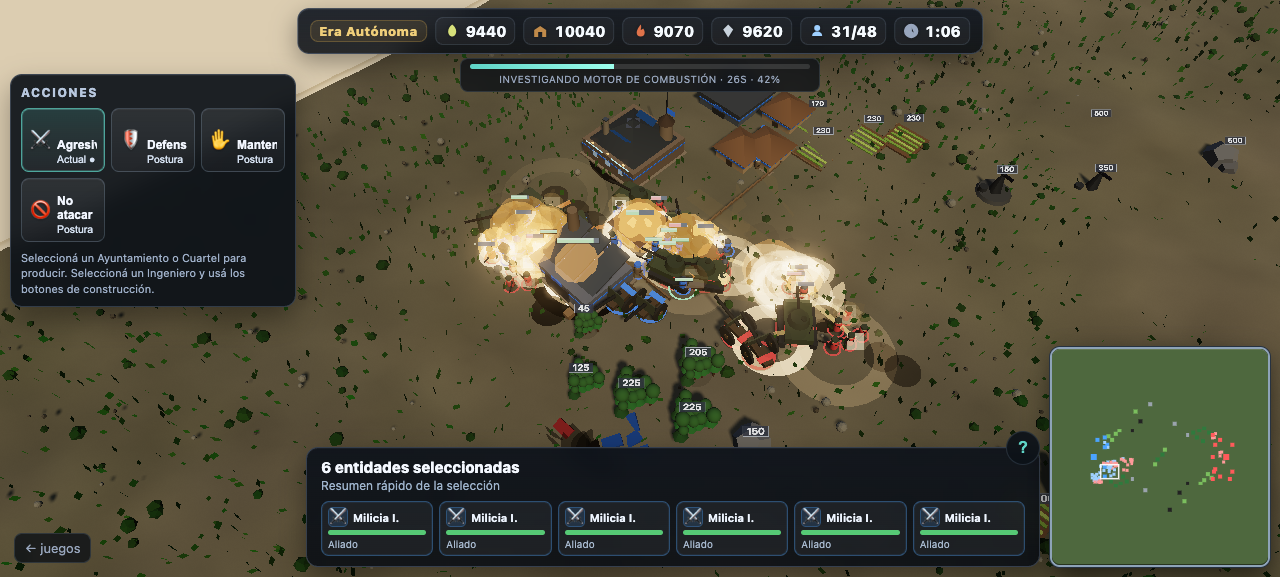 Era Autónoma 9440 10040 9070 9620 31/48 1:06
INVESTIGANDO MOTOR DE COMBUSTIÓN · 26S · 42%
ACCIONES
Agresiv
Actual
Defens
Postura
Manten
Postura
No
atacar
Postura
Seleccioná un Ayuntamiento o Cuartel para
producir. Seleccioná un Ingeniero y usá los
botones de construcción.
170
230
230
230
500
600
150
350
45
125
225
205
225
150
?
6 entidades seleccionadas
Resumen rápido de la selección
Milicia I. Milicia I. Milicia I. Milicia I. Milicia I. Milicia I.
Aliado Aliado Aliado Aliado Aliado Aliado
← juegos